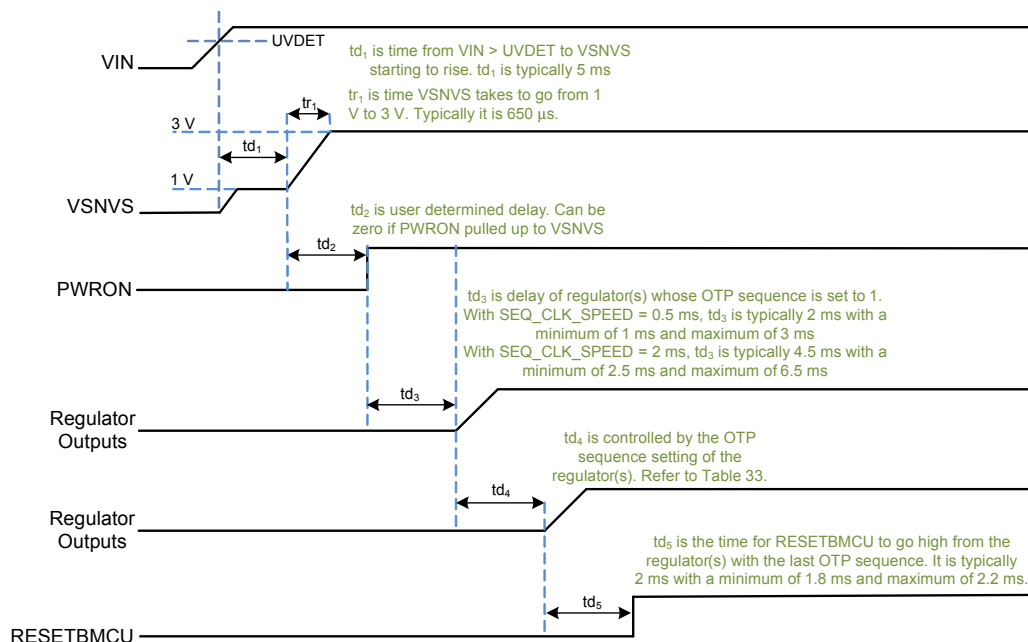 UVDET
VIN
td1 is time from VIN > UVDET to VSNVS
starting to rise. td1 is typically 5 ms
tr1 is time VSNVS takes to go from 1
V to 3 V. Typically it is 650 µs.
tr1
3 V
td1
1 V
VSNVS
td2 is user determined delay. Can be
zero if PWRON pulled up to VSNVS
td2
PWRON
td3 is delay of regulator(s) whose OTP sequence is set to 1.
With SEQ_CLK_SPEED = 0.5 ms, td3 is typically 2 ms with a
minimum of 1 ms and maximum of 3 ms
With SEQ_CLK_SPEED = 2 ms, td3 is typically 4.5 ms with a
minimum of 2.5 ms and maximum of 6.5 ms
td3
Regulator
Outputs
td4 is controlled by the OTP
sequence setting of the
regulator(s). Refer to Table 33.
td4
Regulator
Outputs
td5 is the time for RESETBMCU to go high from the
regulator(s) with the last OTP sequence. It is typically
2 ms with a minimum of 1.8 ms and maximum of 2.2 ms.
td5
RESETBMCU